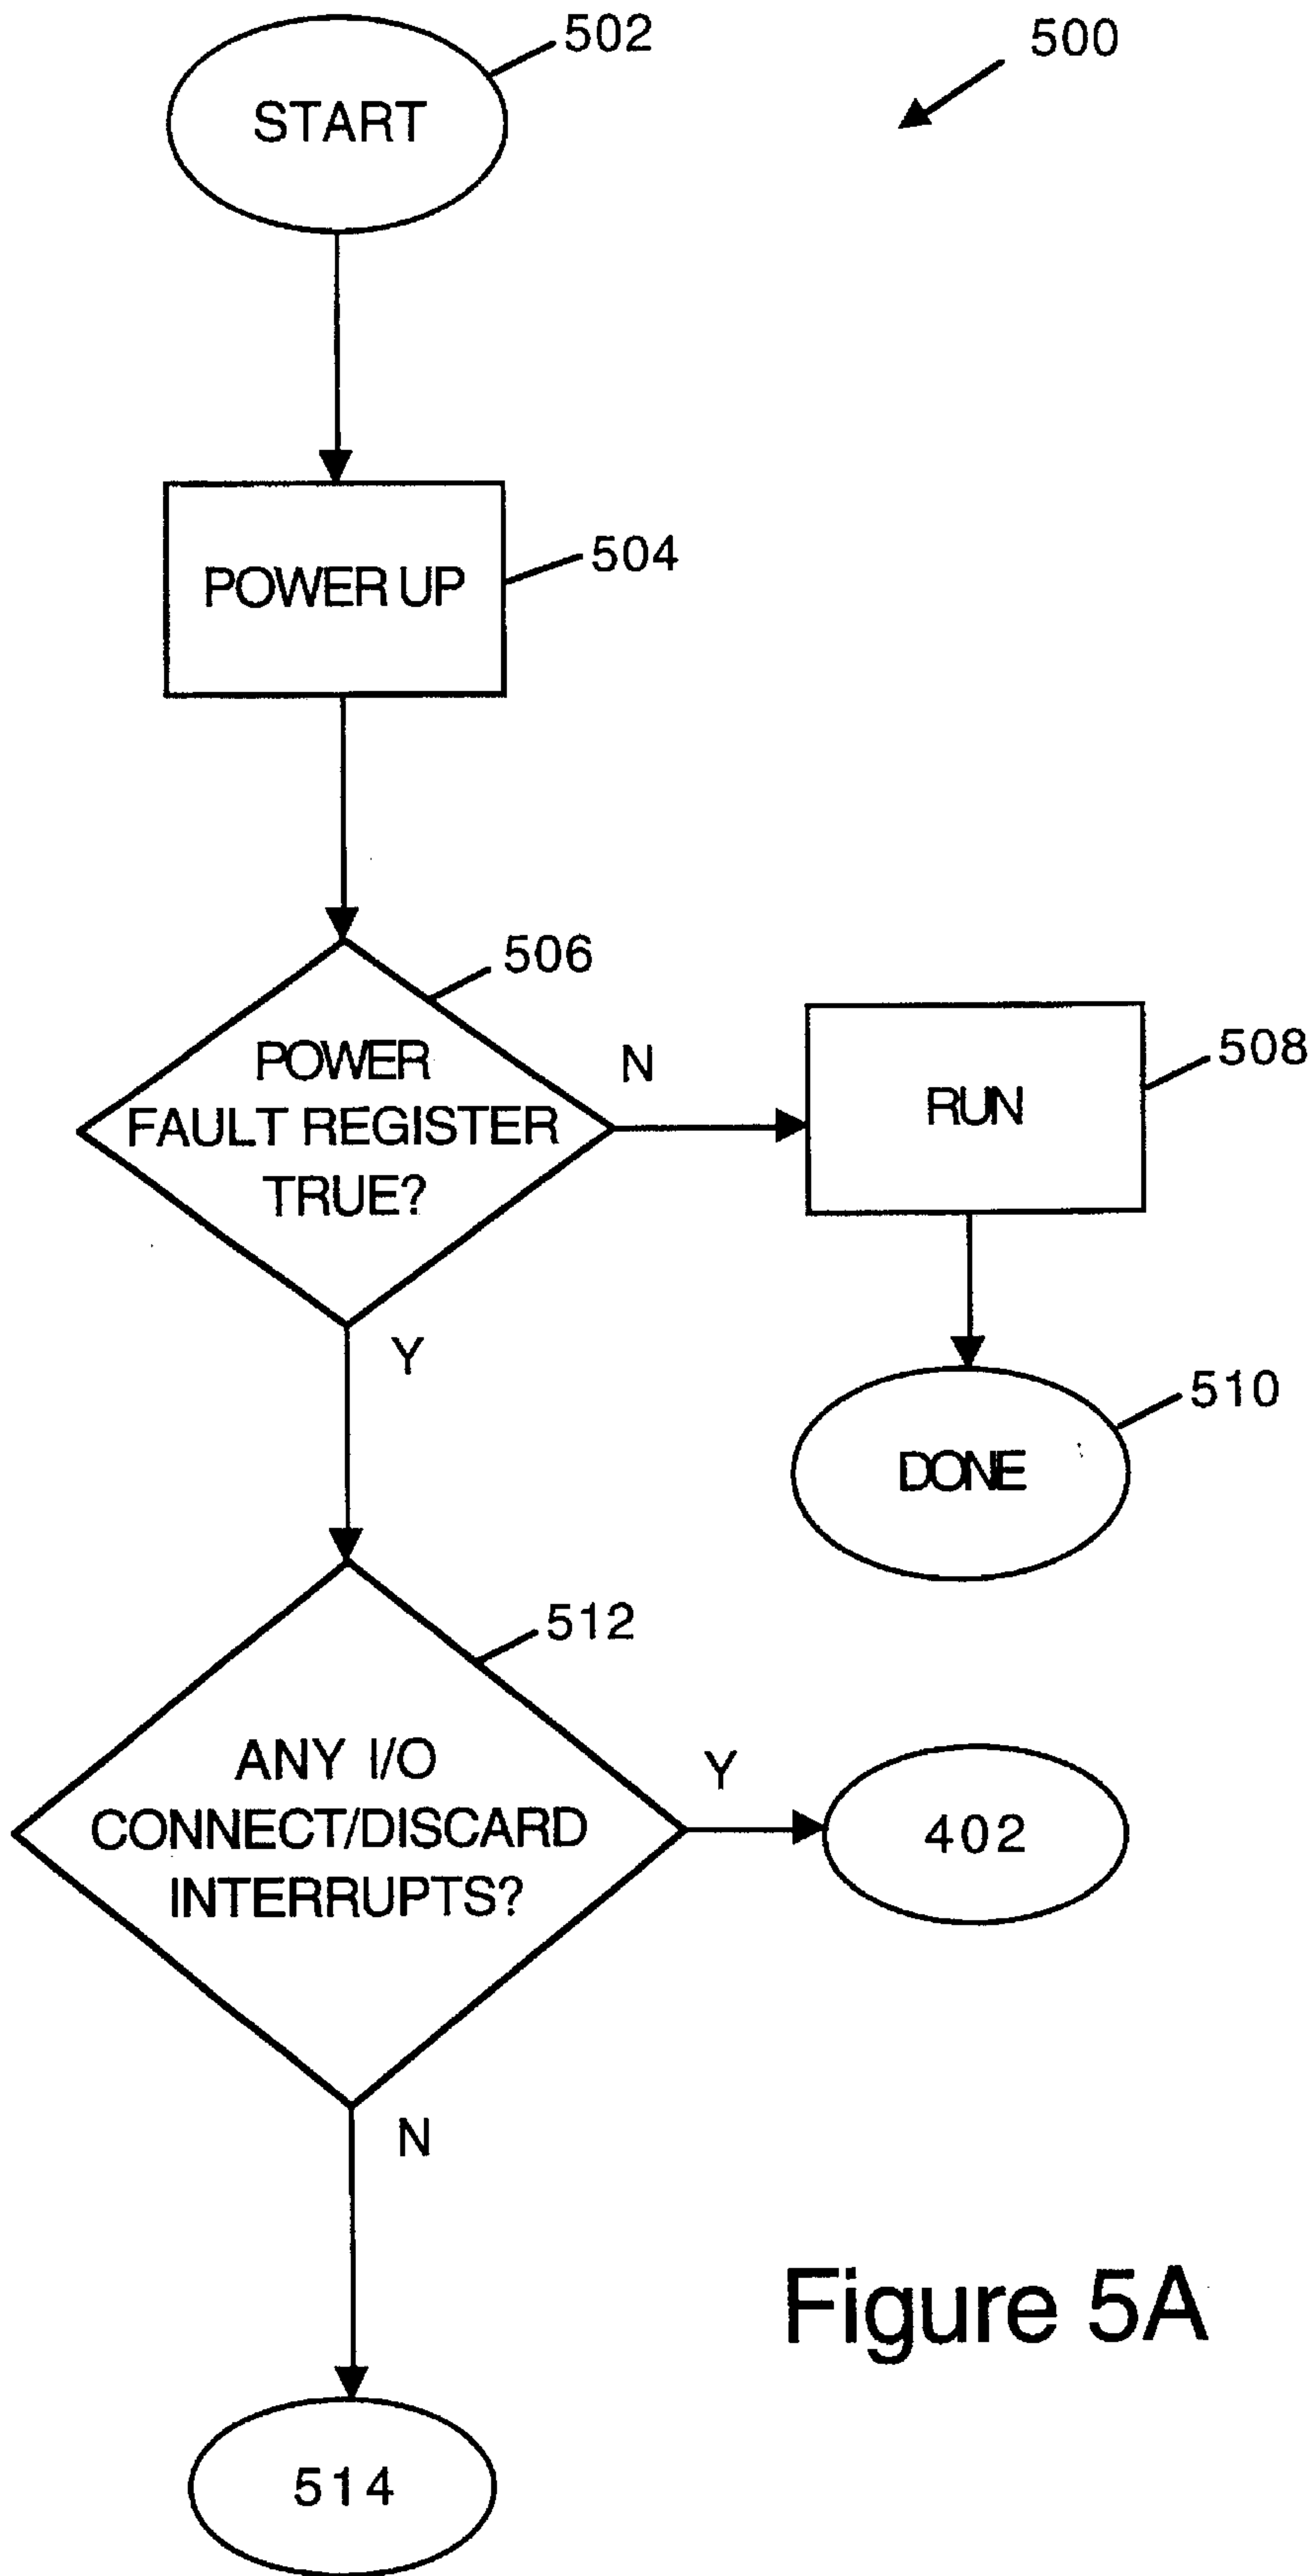 502
500
START
POWER UP
504
506
POWER
FAULT REGISTER
TRUE?
N
RUN
508
Y
DONE
510
512
ANY I/O
CONNECT/DISCARD
INTERRUPTS?
Y
402
N
Figure 5A
514